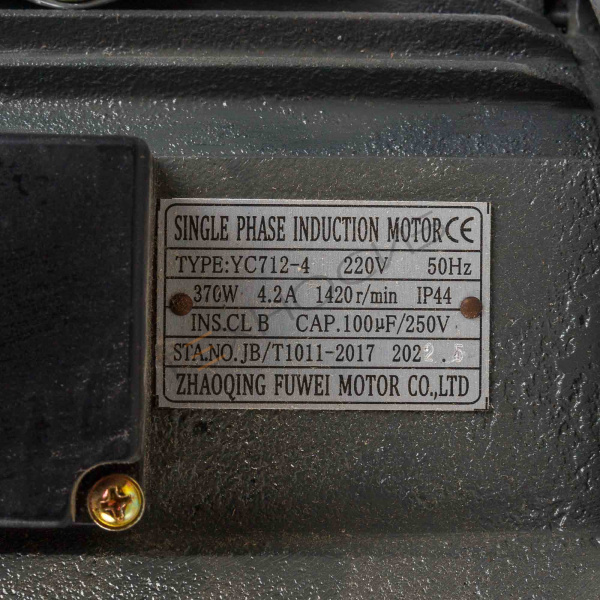 SINGLE PHASE INDUCTION MOTOR CE
TYPE:YC712-4 220V 50Hz
370W 4.2A 1420r/min IP44
INS.CL B CAP.100μF/250V
STA.NO.JB/T1011-2017 2022.5
ZHAOQING FUWEI MOTOR CO.,LTD